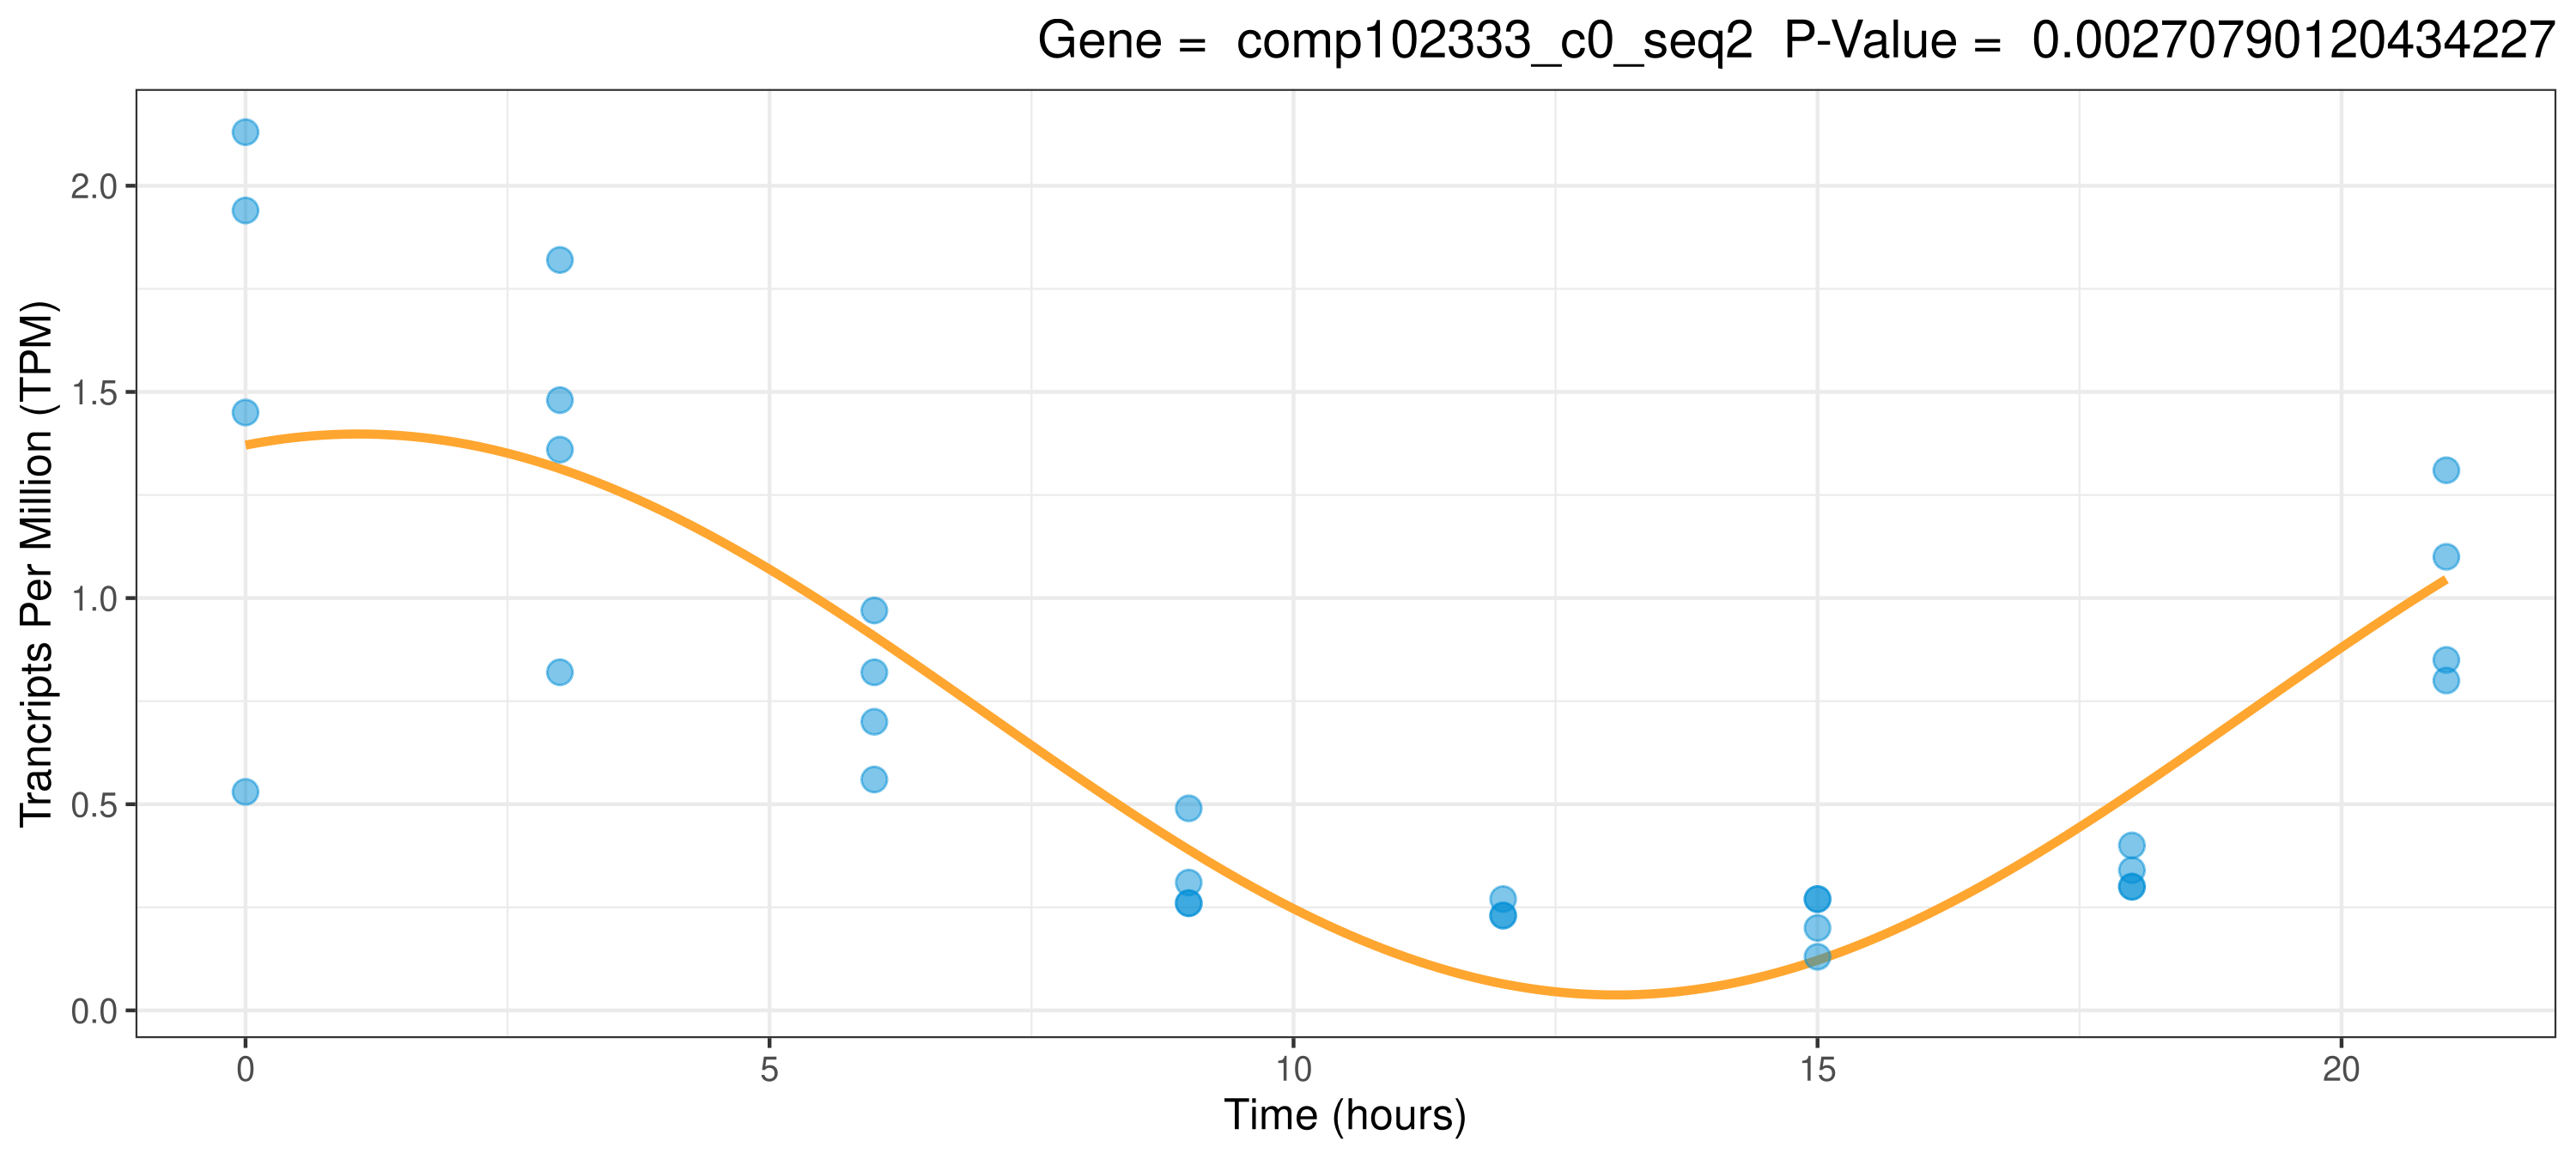 Gene =  comp102333_c0_seq2  P-Value =  0.00270790120434227
Trancripts Per Million (TPM)
2.0
1.5
1.0
0.5
0.0
0 5 10 15 20
Time (hours)